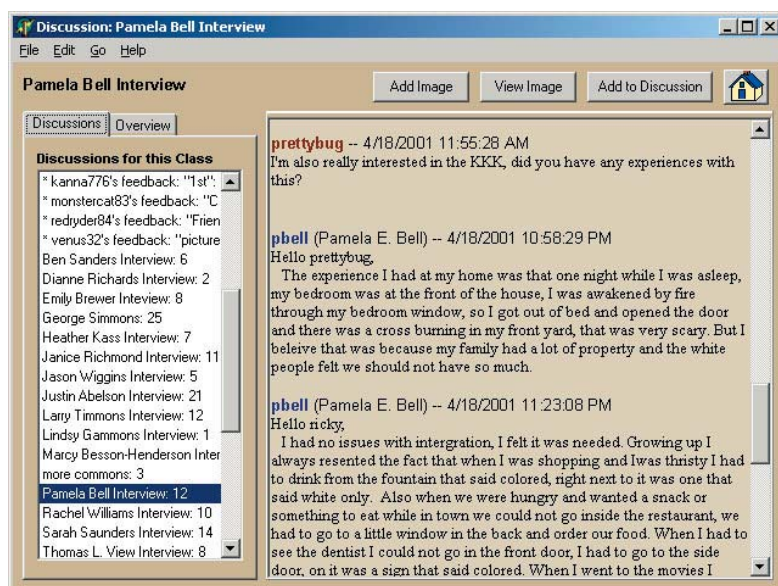 Discussion: Pamela Bell Interview
File Edit Go Help
Pamela Bell Interview
Add Image
View Image
Add to Discussion
Discussions
Overview
Discussions for this Class
* kanna776's feedback: "1st":
* monstercat83's feedback: "C
* redryder84's feedback: "Frien
* venus32's feedback: "picture
Ben Sanders Interview: 6
Dianne Richards Interview: 2
Emily Brewer Inteview: 8
George Simmons: 25
Heather Kass Interview: 7
Janice Richmond Interview: 11
Jason Wiggins Interview: 5
Justin Abelson Interview: 21
Larry Timmons Interview: 12
Lindsy Gammons Interview: 1
Marcy Besson-Henderson Inter
more commons: 3
Pamela Bell Interview: 12
Rachel Williams Interview: 10
Sarah Saunders Interview: 14
Thomas L. View Interview: 8
prettybug -- 4/18/2001 11:55:28 AM
I'm also really interested in the KKK, did you have any experiences with
this?
pbell (Pamela E. Bell) -- 4/18/2001 10:58:29 PM
Hello prettybug,
The experience I had at my home was that one night while I was asleep,
my bedroom was at the front of the house, I was awakened by fire
through my bedroom window, so I got out of bed and opened the door
and there was a cross burning in my front yard, that was very scary. But I
beleive that was because my family had a lot of property and the white
people felt we should not have so much.
pbell (Pamela E. Bell) -- 4/18/2001 11:23:08 PM
Hello ricky,
I had no issues with intergration, I felt it was needed. Growing up I
always resented the fact that when I was shopping and Iwas thristy I had
to drink from the fountain that said colored, right next to it was one that
said white only. Also when we were hungry and wanted a snack or
something to eat while in town we could not go inside the restaurant, we
had to go to a little window in the back and order our food. When I had to
see the dentist I could not go in the front door, I had to go to the side
door, on it was a sign that said colored. When I went to the movies I